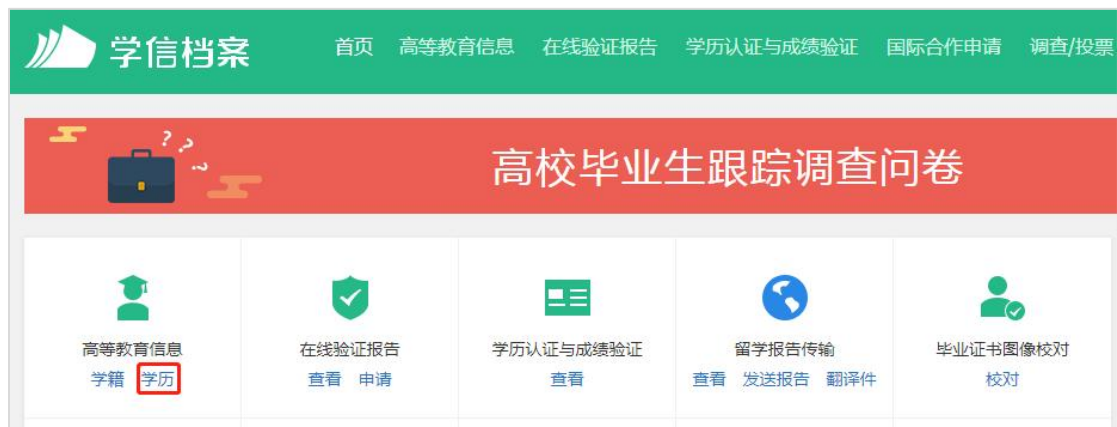 学信档案 首页 高等教育信息 在线验证报告 学历认证与成绩验证 国际合作申请 调查/投票
? ? ?
高校毕业生跟踪调查问卷
高等教育信息 在线验证报告 学历认证与成绩验证 留学报告传输 毕业证书图像校对
学籍 学历 查看 申请 查看 查看 发送报告 翻译件 校对